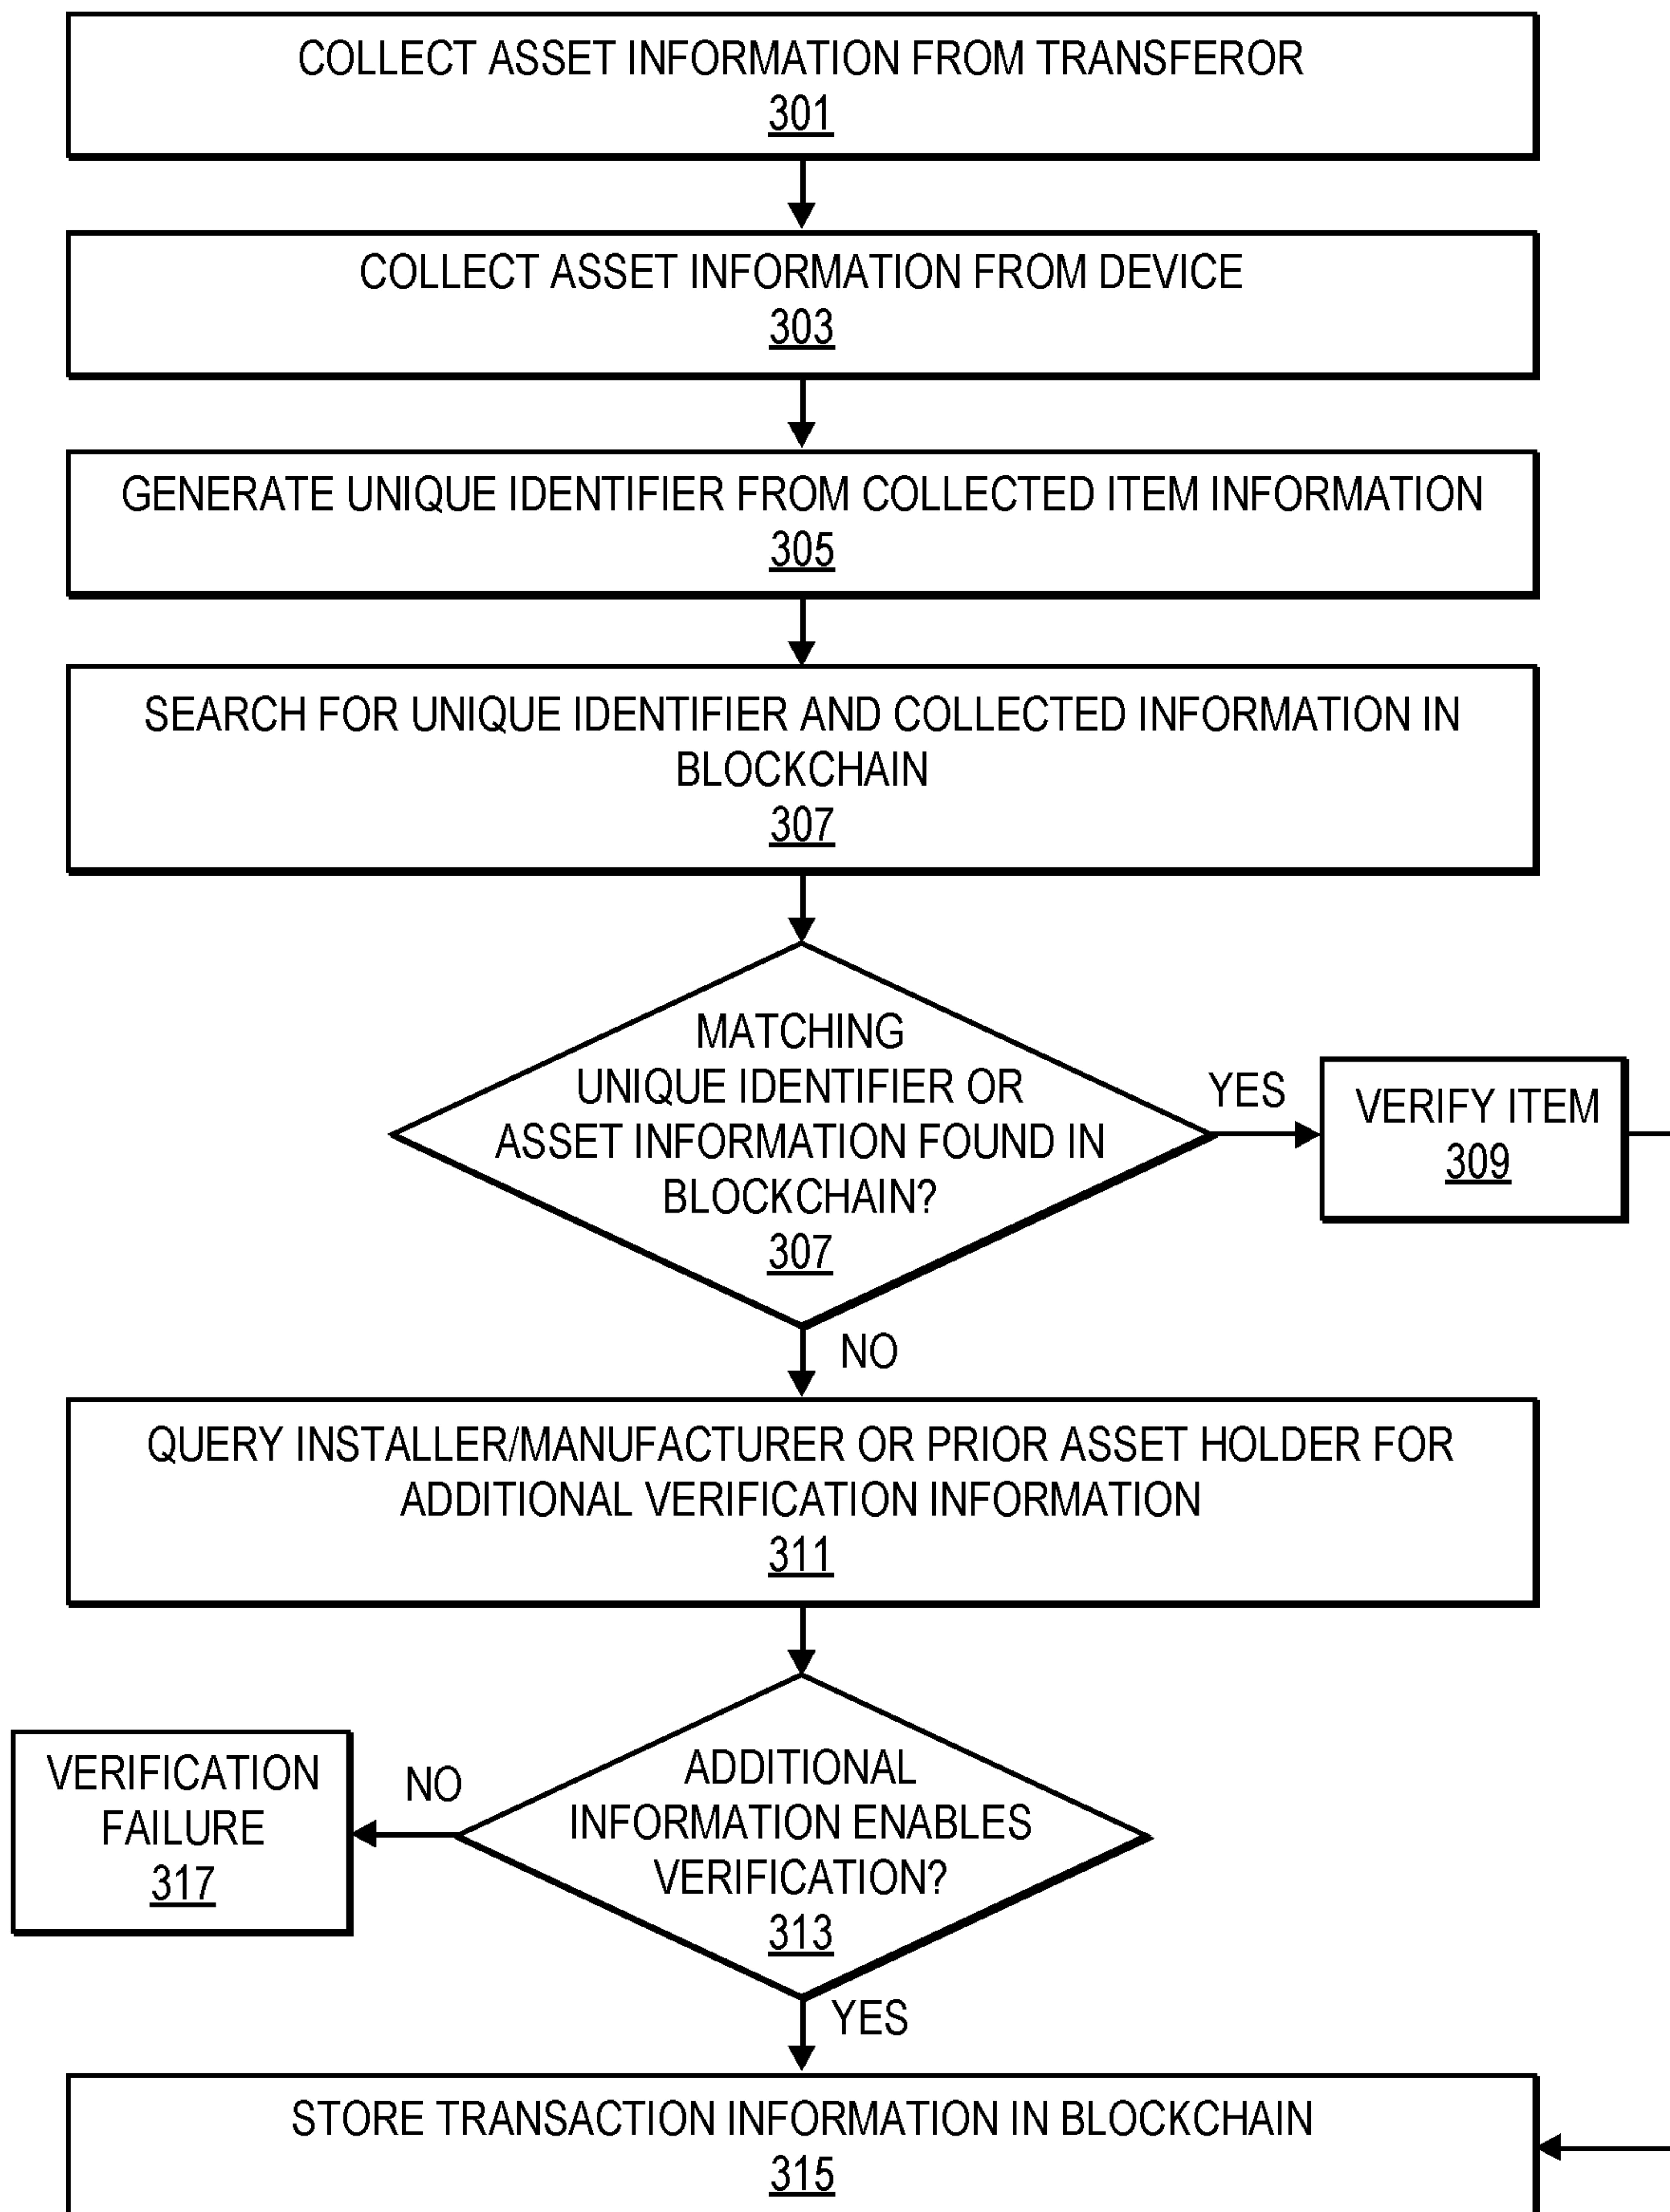 COLLECT ASSET INFORMATION FROM TRANSFEROR
301
COLLECT ASSET INFORMATION FROM DEVICE
303
GENERATE UNIQUE IDENTIFIER FROM COLLECTED ITEM INFORMATION
305
SEARCH FOR UNIQUE IDENTIFIER AND COLLECTED INFORMATION IN
BLOCKCHAIN
307
MATCHING
UNIQUE IDENTIFIER OR
ASSET INFORMATION FOUND IN
BLOCKCHAIN?
307
YES
VERIFY ITEM
309
NO
QUERY INSTALLER/MANUFACTURER OR PRIOR ASSET HOLDER FOR
ADDITIONAL VERIFICATION INFORMATION
311
ADDITIONAL
INFORMATION ENABLES
VERIFICATION?
313
NO
VERIFICATION
FAILURE
317
YES
STORE TRANSACTION INFORMATION IN BLOCKCHAIN
315